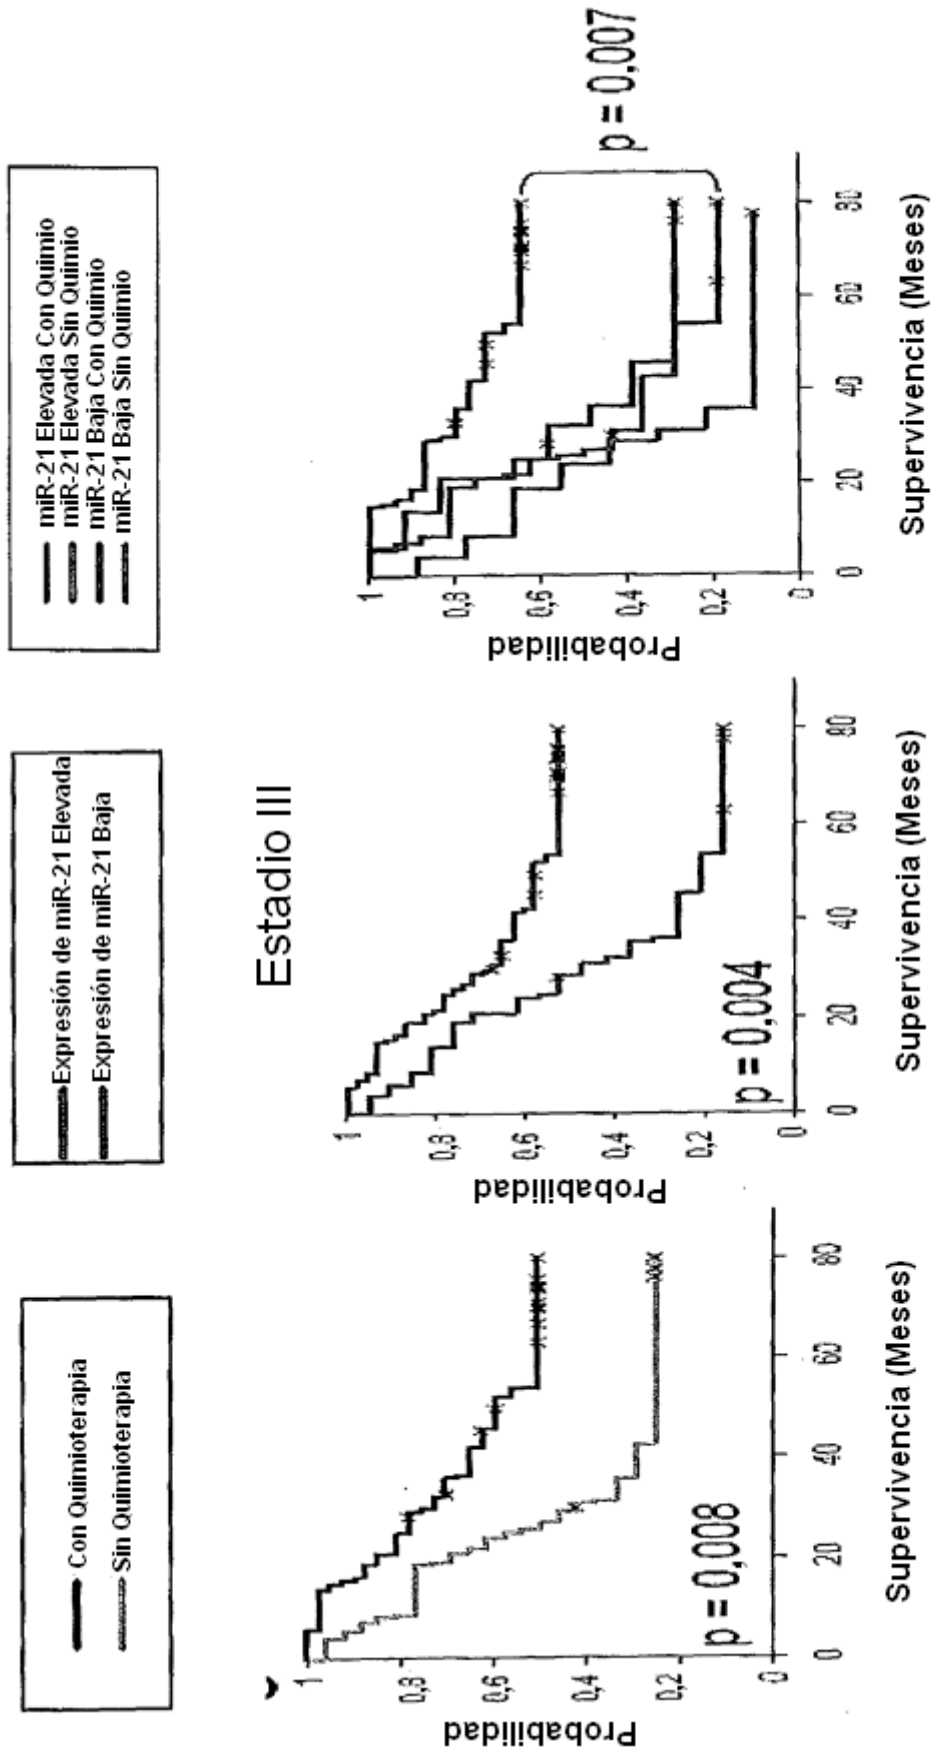 Con Quimioterapia
Sin Quimioterapia
Expresión de miR-21 Elevada
Expresión de miR-21 Baja
miR-21 Elevada Con Quimio
miR-21 Elevada Sin Quimio
miR-21 Baja Con Quimio
miR-21 Baja Sin Quimio
Estadio III
Probabilidad
1
0,8
0,6
0,4
0,2
0
p = 0,008
0
20
40
60
80
Supervivencia (Meses)
Probabilidad
1
0,8
0,6
0,4
0,2
0
p = 0,004
0
20
40
60
80
Supervivencia (Meses)
Probabilidad
1
0,8
0,6
0,4
0,2
0
p = 0,007
0
20
40
60
80
Supervivencia (Meses)